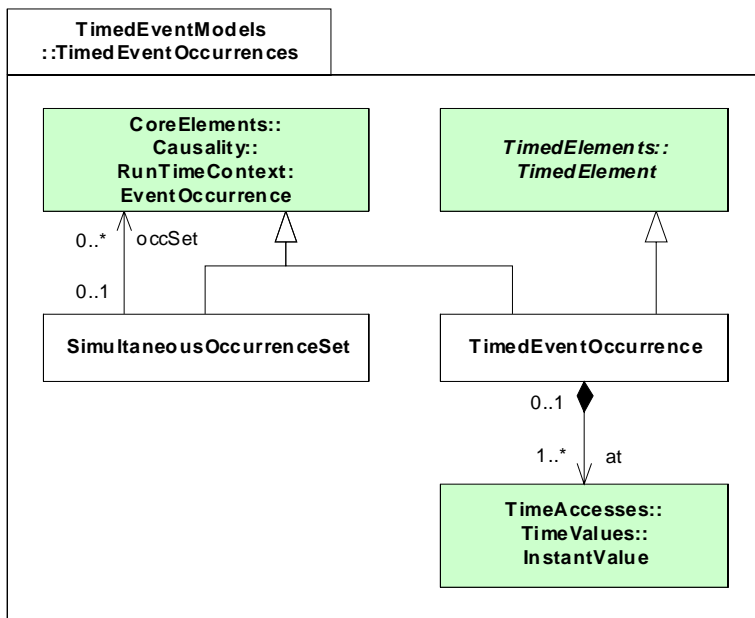 TimedEventModels
::TimedEventOccurrences
CoreElements::
Causality::
RunTimeContext:
EventOccurrence
TimedElements::
TimedElement
0..*
occSet
0..1
SimultaneousOccurrenceSet
TimedEventOccurrence
0..1
1..*
at
TimeAccesses::
TimeValues::
InstantValue